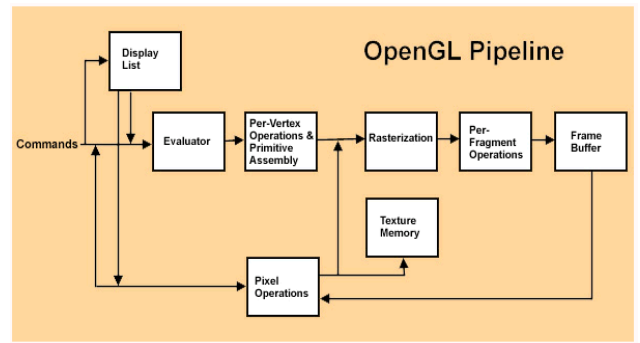 OpenGL Pipeline
Display
List
Commands
Evaluator
Per-Vertex
Operations &
Primitive
Assembly
Rasterization
Per-
Fragment
Operations
Frame
Buffer
Texture
Memory
Pixel
Operations